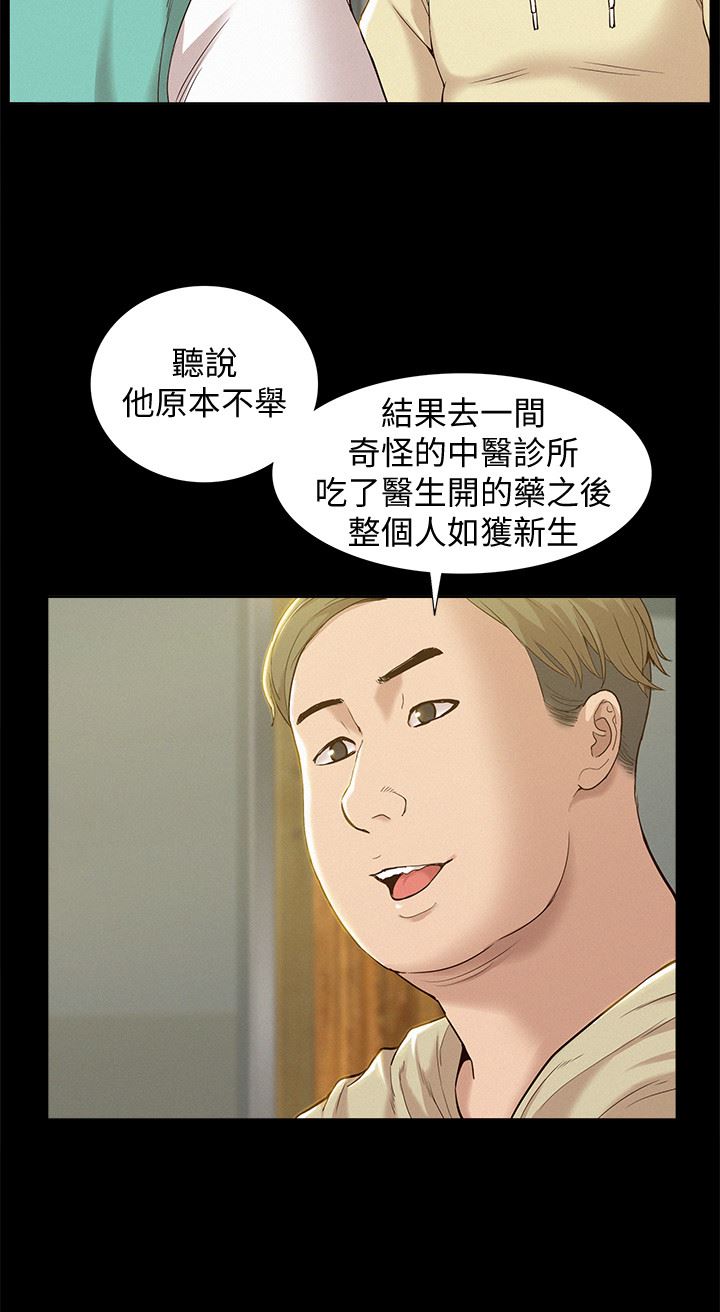 聽說
他原本不舉
結果去一間
奇怪的中醫診所
吃了醫生開的藥之後
整個人如獲新生